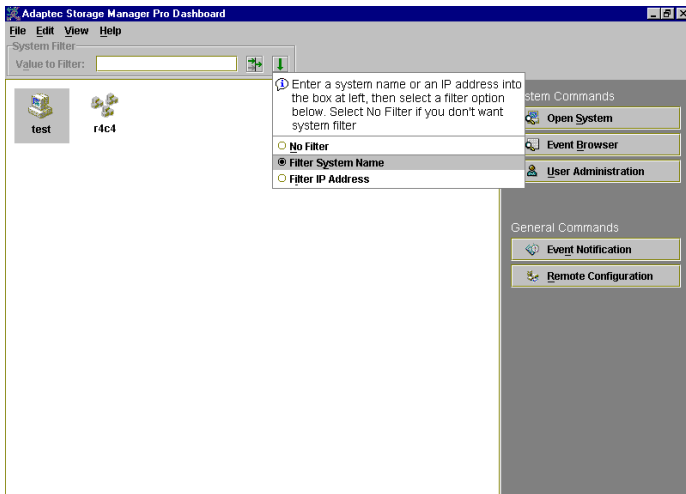 Adaptec Storage Manager Pro Dashboard
File Edit View Help
System Filter
Value to Filter:
Enter a system name or an IP address into
the box at left, then select a filter option
below. Select No Filter if you don't want
system filter
No Filter
Filter System Name
Filter IP Address
test
r4c4
stem Commands
Open System
Event Browser
User Administration
General Commands
Event Notification
Remote Configuration